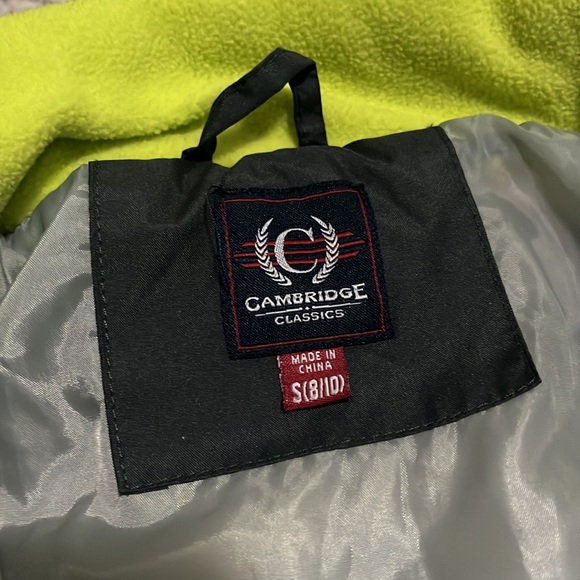 C
CAMBRIDGE
CLASSICS
MADE IN
CHINA
S(8/10)